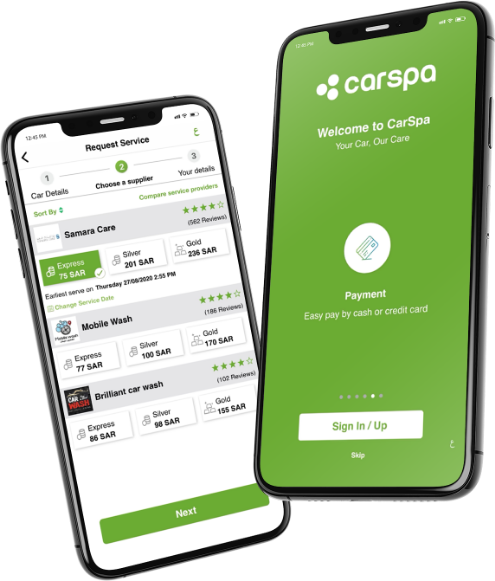 12:45 PM
Request Service
ع
1
2
3
Car Details
Choose a supplier
Your details
Sort By
Compare service providers
Samara Care
(562 Reviews)
Express
75 SAR
Silver
201 SAR
Gold
236 SAR
Earliest serve on Thursday 27/08/2020 2:55 PM
Change Service Date
Mobile Wash
(186 Reviews)
Express
77 SAR
Silver
100 SAR
Gold
170 SAR
Brilliant car wash
(102 Reviews)
CAR
WASH
Express
86 SAR
Silver
98 SAR
Gold
155 SAR
Next
12:45 PM
carspa
Welcome to CarSpa
Your Car, Our Care
Payment
Easy pay by cash or credit card
Sign In / Up
Skip
ع